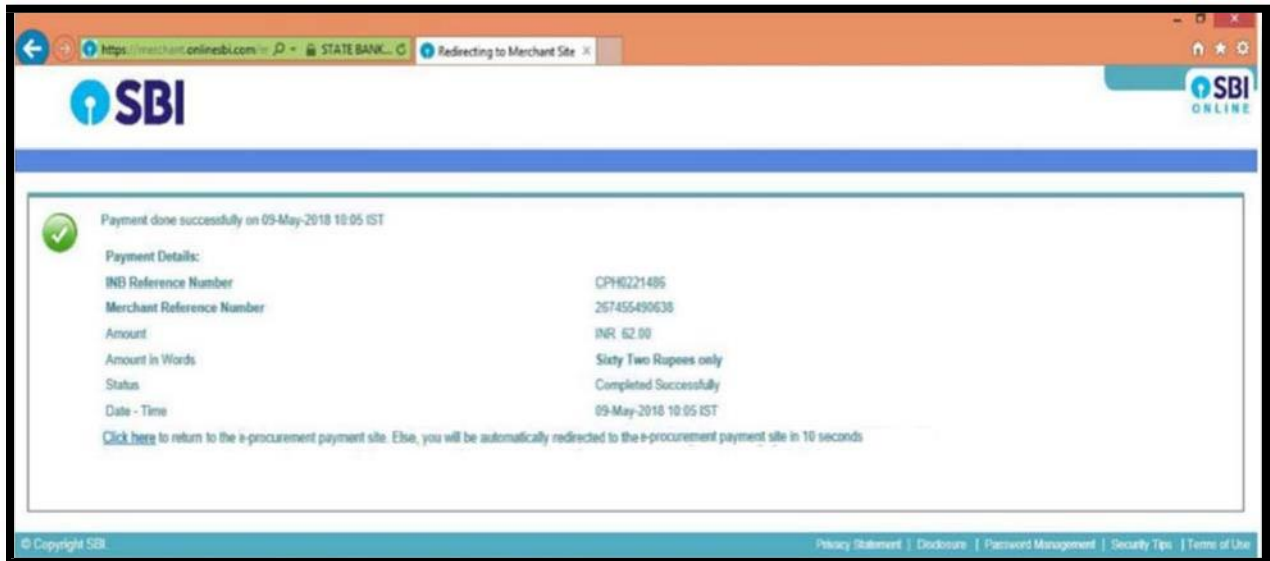 https://merchant.onlinesbi.com STATE BANK... Redirecting to Merchant Site
SBI
SBI
ONLINE
Payment done successfully on 09-May-2018 10:05 IST
Payment Details:
INB Reference Number CPH0221486
Merchant Reference Number 267455490638
Amount INR 62.00
Amount in Words Sixty Two Rupees only
Status Completed Successfully
Date - Time 09-May-2018 10:05 IST
Click here to return to the e-procurement payment site. Else, you will be automatically redirected to the e-procurement payment site in 10 seconds
© Copyright SBI. Privacy Statement | Disclosure | Password Management | Security Tips | Terms of Use